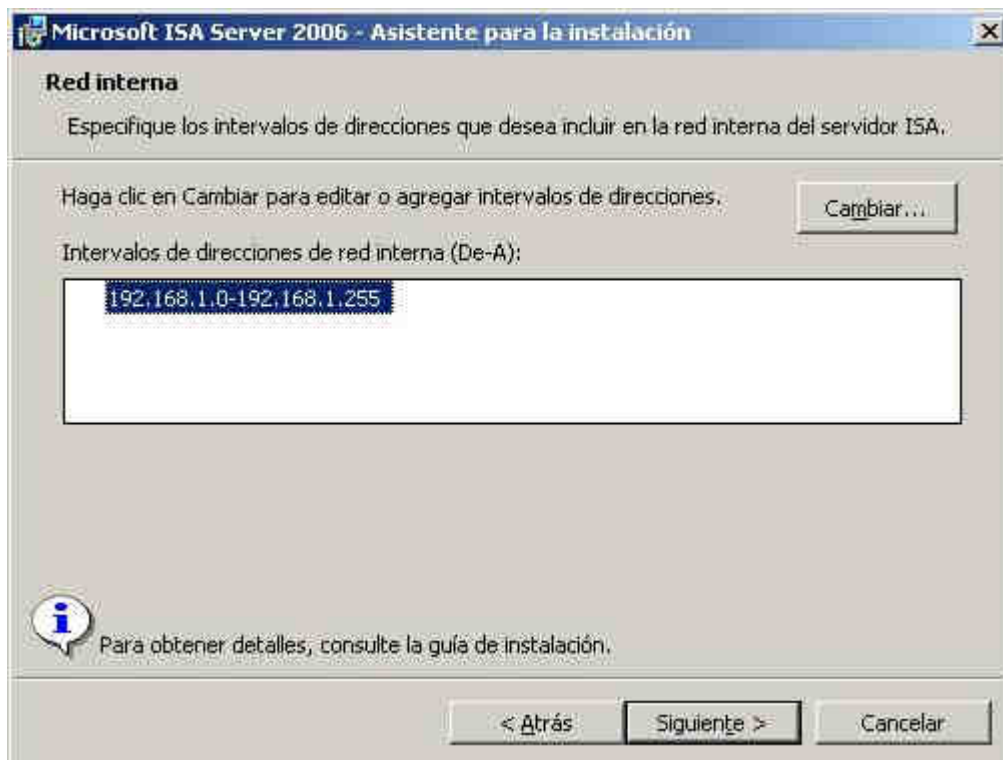 Microsoft ISA Server 2006 - Asistente para la instalación
Red interna
Especifique los intervalos de direcciones que desea incluir en la red interna del servidor ISA.
Haga clic en Cambiar para editar o agregar intervalos de direcciones.
Cambiar...
Intervalos de direcciones de red interna (De-A):
192.168.1.0-192.168.1.255
Para obtener detalles, consulte la guía de instalación.
< Atrás
Siguiente >
Cancelar